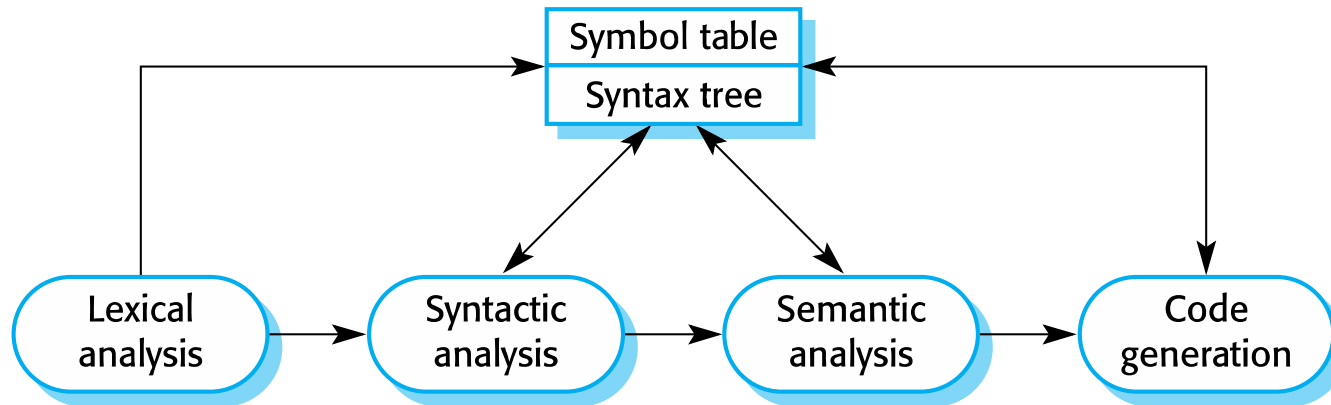 Symbol table
Syntax tree
Lexical
analysis
Syntactic
analysis
Semantic
analysis
Code
generation